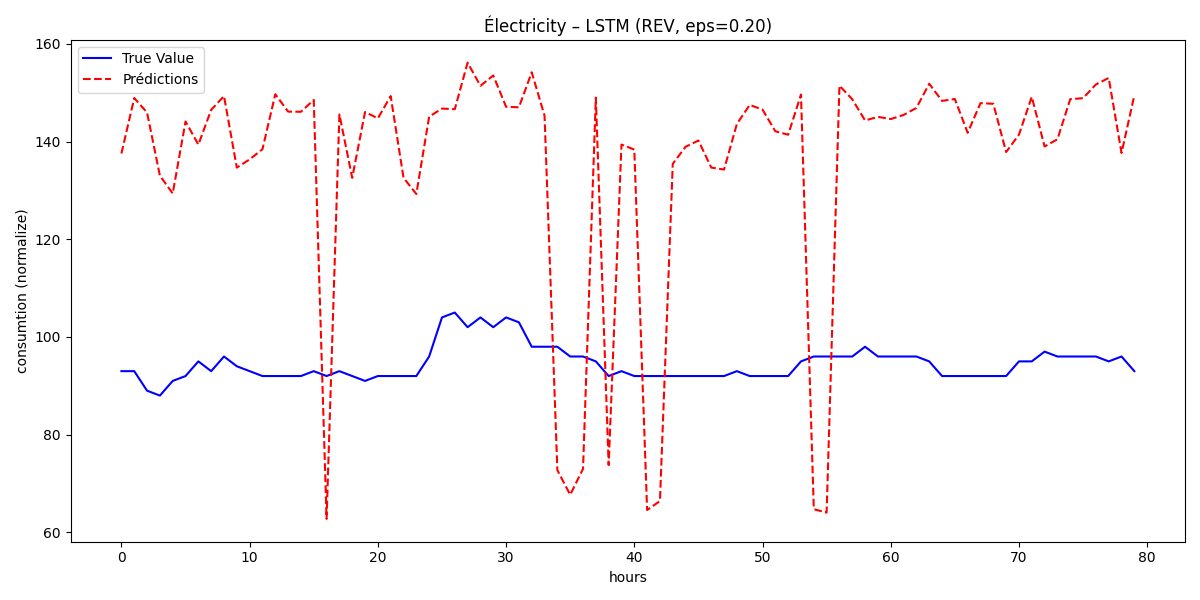 Électricity – LSTM (REV, eps=0.20)
True Value
Prédictions
consumtion (normalize)
160
140
120
100
80
60
0 10 20 30 40 50 60 70 80
hours